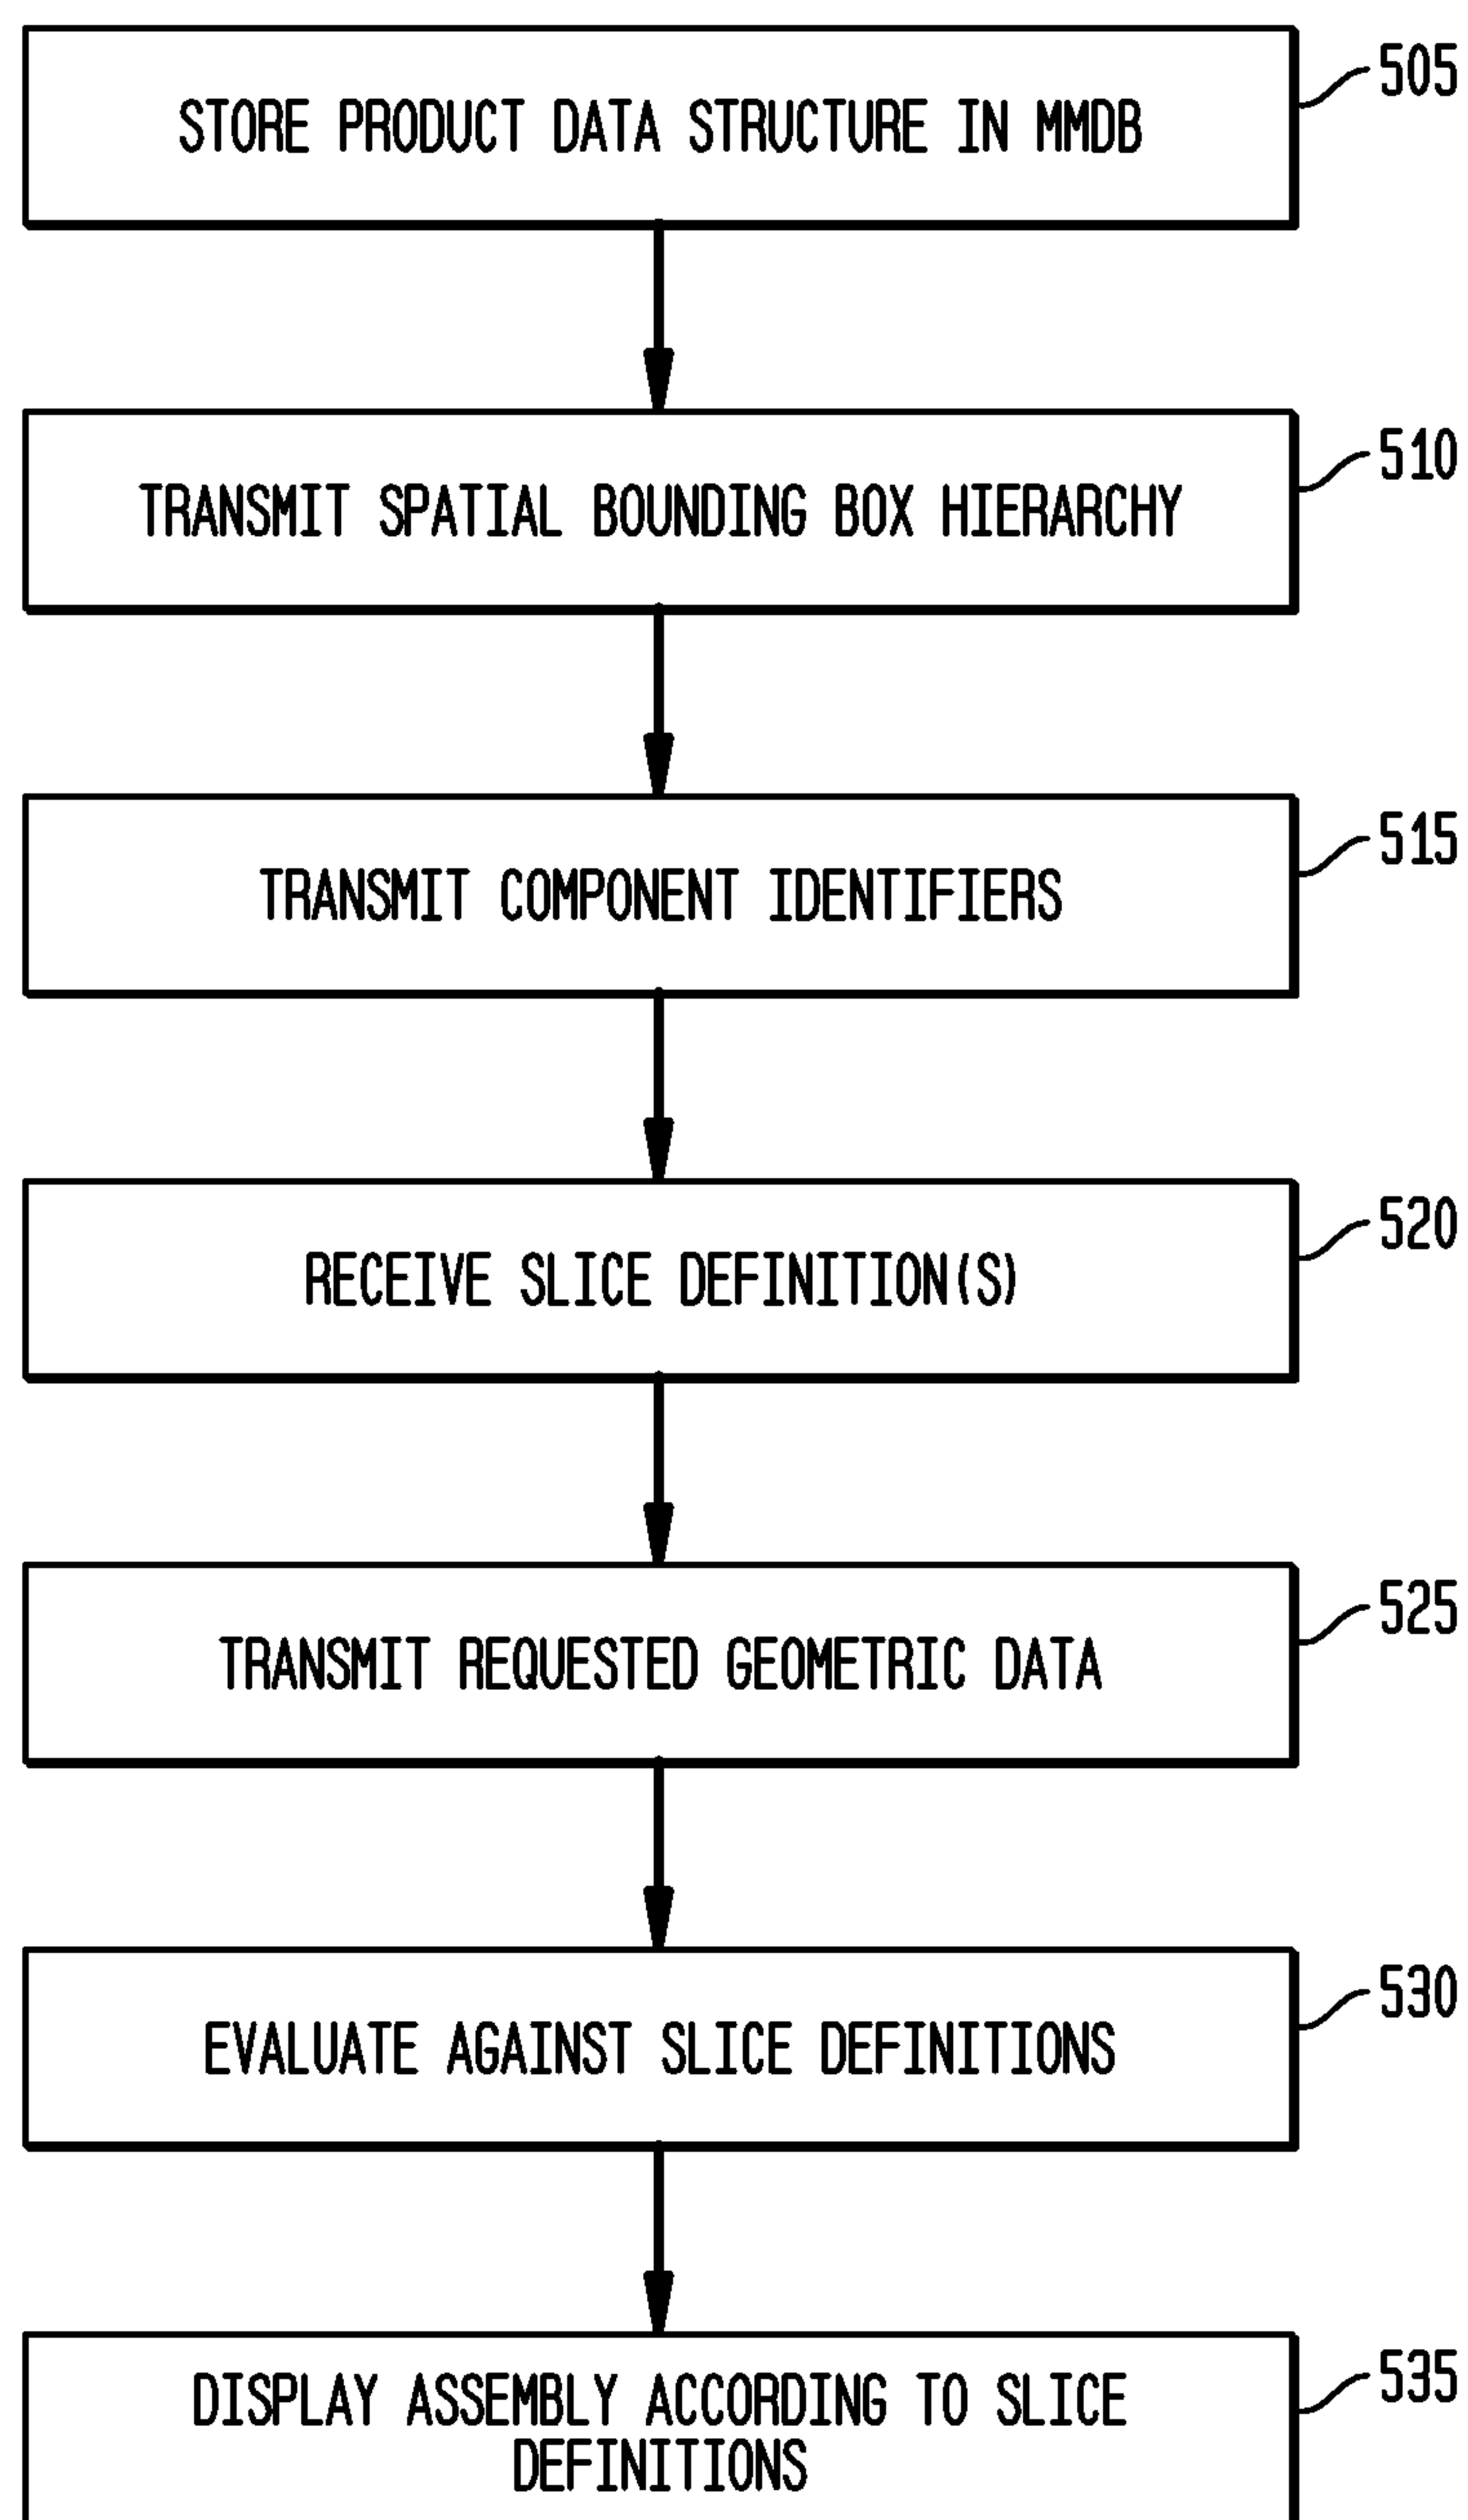 STORE PRODUCT DATA STRUCTURE IN MMDB
505
TRANSMIT SPATIAL BOUNDING BOX HIERARCHY
510
TRANSMIT COMPONENT IDENTIFIERS
515
RECEIVE SLICE DEFINITION(S)
520
TRANSMIT REQUESTED GEOMETRIC DATA
525
EVALUATE AGAINST SLICE DEFINITIONS
530
DISPLAY ASSEMBLY ACCORDING TO SLICE
DEFINITIONS
535